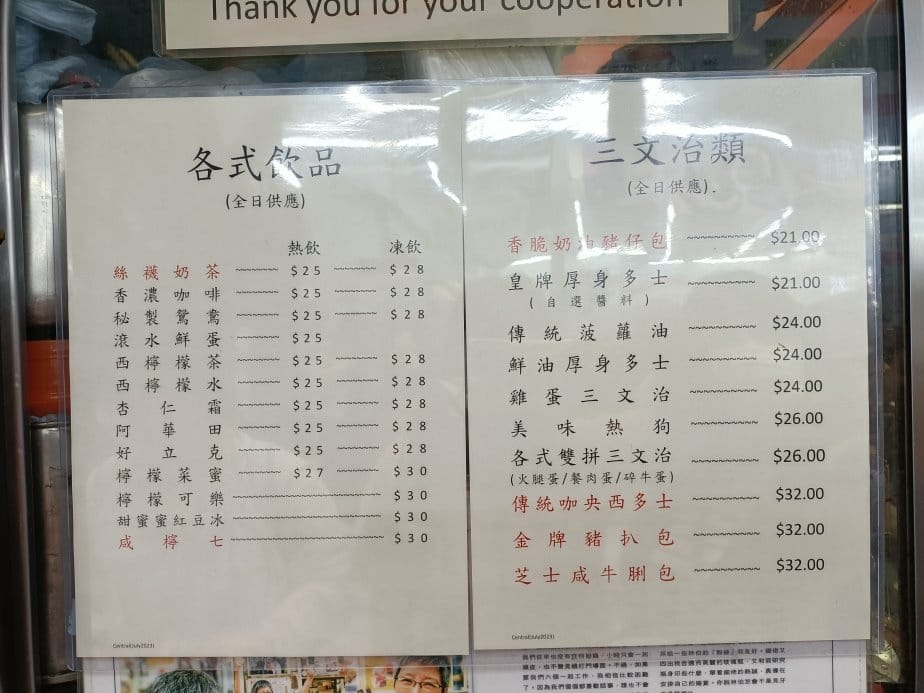 Thank you for your cooperation
各式飲品
(全日供應)
熱飲 凍飲
絲襪奶茶 ~~~~~~~ $25 ~~~~~~~ $28
香濃咖啡 ~~~~~~~ $25 ~~~~~~~ $28
秘製鴛鴦 ~~~~~~~ $25 ~~~~~~~ $28
滾水鮮蛋 ~~~~~~~ $25
西檸檬茶 ~~~~~~~ $25 ~~~~~~~ $28
西檸檬水 ~~~~~~~ $25 ~~~~~~~ $28
杏仁霜 ~~~~~~~ $25 ~~~~~~~ $28
阿華田 ~~~~~~~ $25 ~~~~~~~ $28
好立克 ~~~~~~~ $25 ~~~~~~~ $28
檸檬菜蜜 ~~~~~~~ $27 ~~~~~~~ $30
檸檬可樂 ~~~~~~~~~~~~~~~~~~~~~~~~ $30
甜蜜蜜紅豆冰 ~~~~~~~~~~~~~~~~~~~~~~~~ $30
咸檸七 ~~~~~~~~~~~~~~~~~~~~~~~~ $30
Central(July2023)
三文治類
(全日供應).
香脆奶油豬仔包 ~~~~~~~~~~ $21.00
皇牌厚身多士 ~~~~~~~~~~ $21.00
(自選醬料)
傳統菠蘿油 ~~~~~~~~~~ $24.00
鮮油厚身多士 ~~~~~~~~~~ $24.00
雞蛋三文治 ~~~~~~~~~~ $24.00
美味熱狗 ~~~~~~~~~~ $26.00
各式雙拼三文治 ~~~~~~~~~~ $26.00
(火腿蛋/餐肉蛋/碎牛蛋)
傳統咖央西多士 ~~~~~~~~~~ $32.00
金牌豬扒包 ~~~~~~~~~~ $32.00
芝士咸牛脷包 ~~~~~~~~~~ $32.00
Central(July2023)